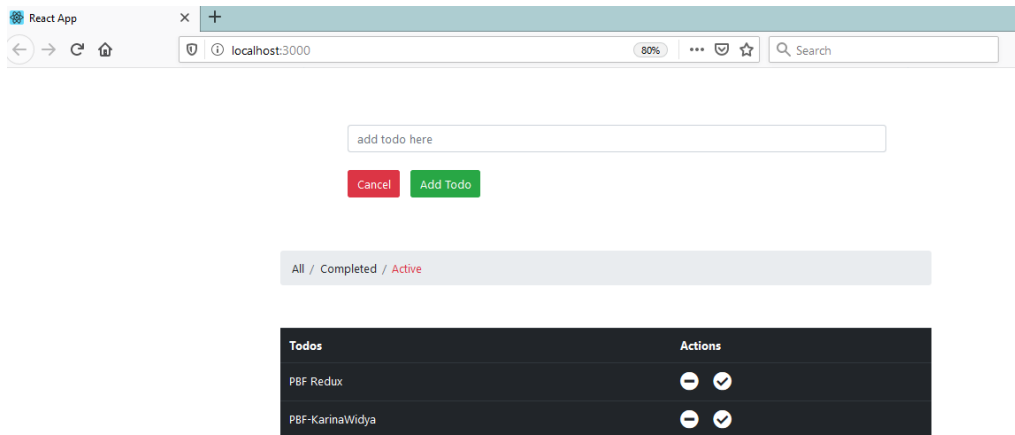 React App
localhost:3000
80%
Search
add todo here
Cancel Add Todo
All / Completed / Active
Todos Actions
PBF Redux
PBF-KarinaWidya